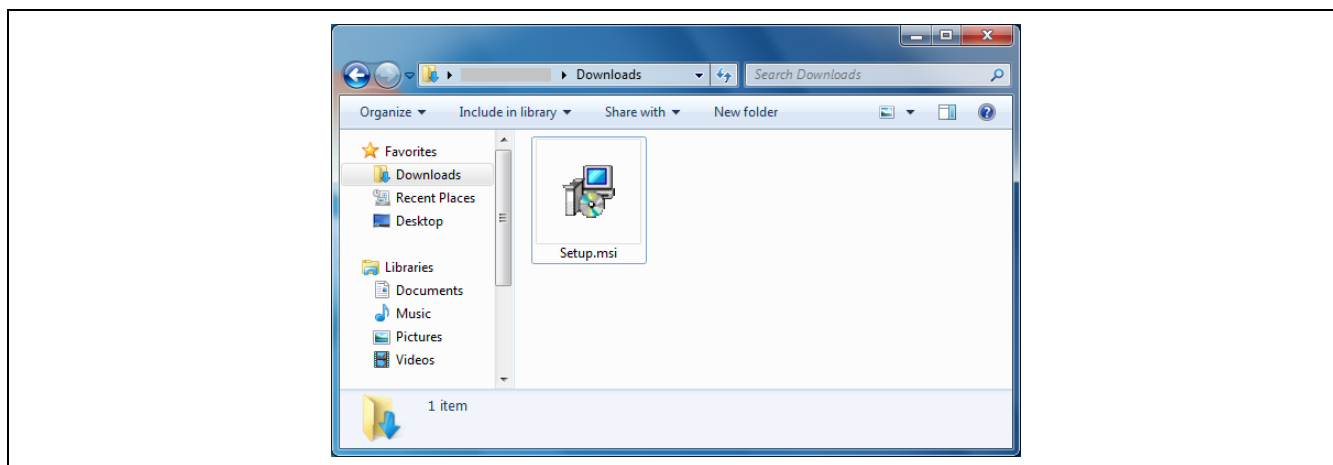 Downloads
Search Downloads
Organize
Include in library
Share with
New folder
Favorites
Downloads
Recent Places
Desktop
Libraries
Documents
Music
Pictures
Videos
Setup.msi
1 item